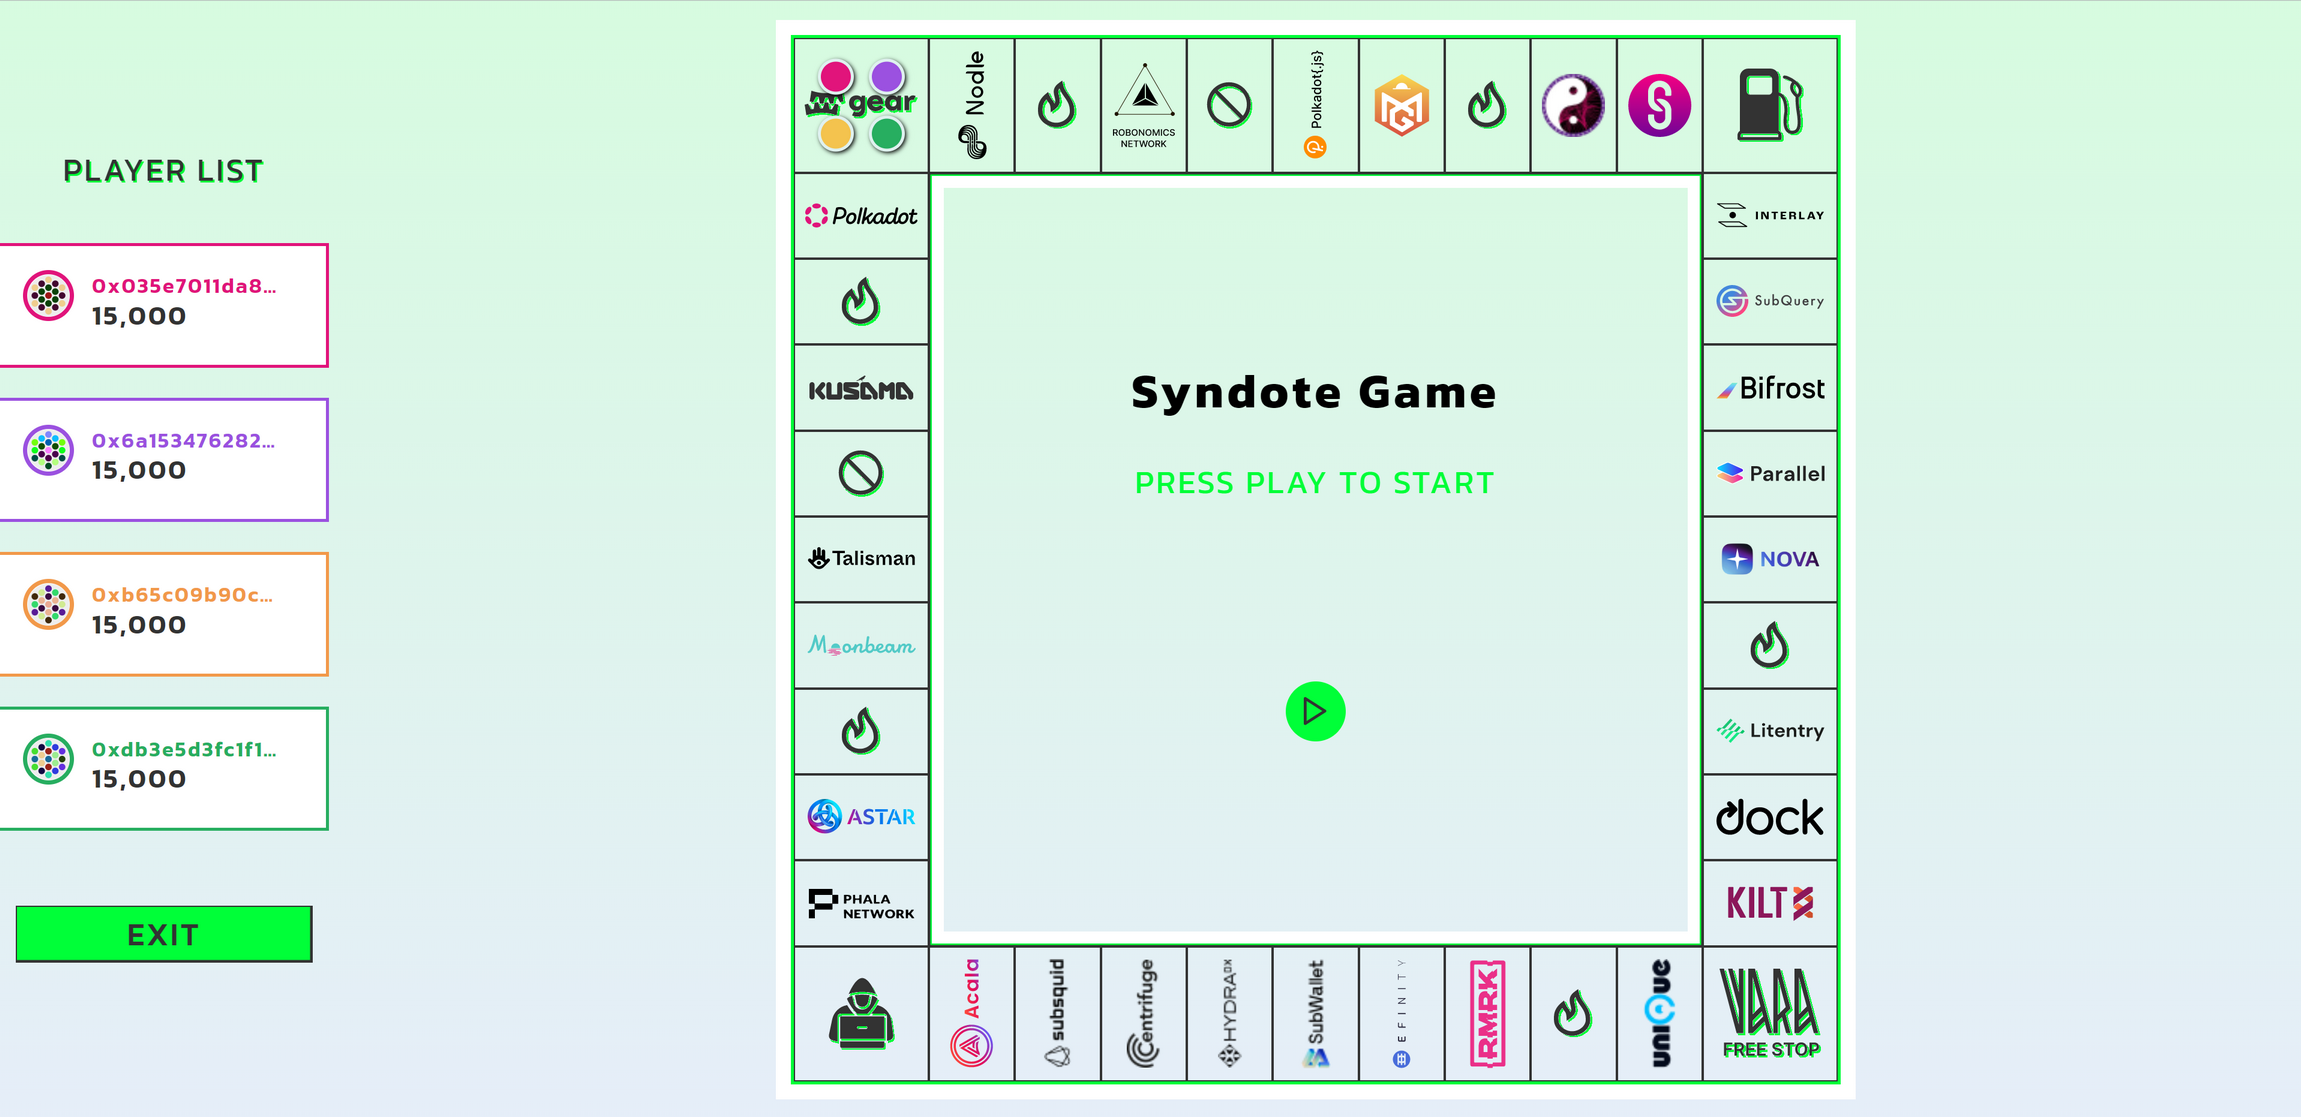 PLAYER LIST
0x035e7011da8...
15,000
0x6a153476282...
15,000
0xb65c09b90c...
15,000
0xdb3e5d3fc1f1...
15,000
EXIT
gear
Nodle
ROBONOMICS
NETWORK
Polkadot{.js}
Polkadot
KUSAMA
Talisman
Moonbeam
ASTAR
PHALA
NETWORK
Syndote Game
PRESS PLAY TO START
INTERLAY
SubQuery
Bifrost
Parallel
NOVA
Litentry
dock
KILT
Acala
subsquid
Centrifuge
HYDRADX
SubWallet
EFINITY
RMRK
UNIQUE
VARA
FREE STOP